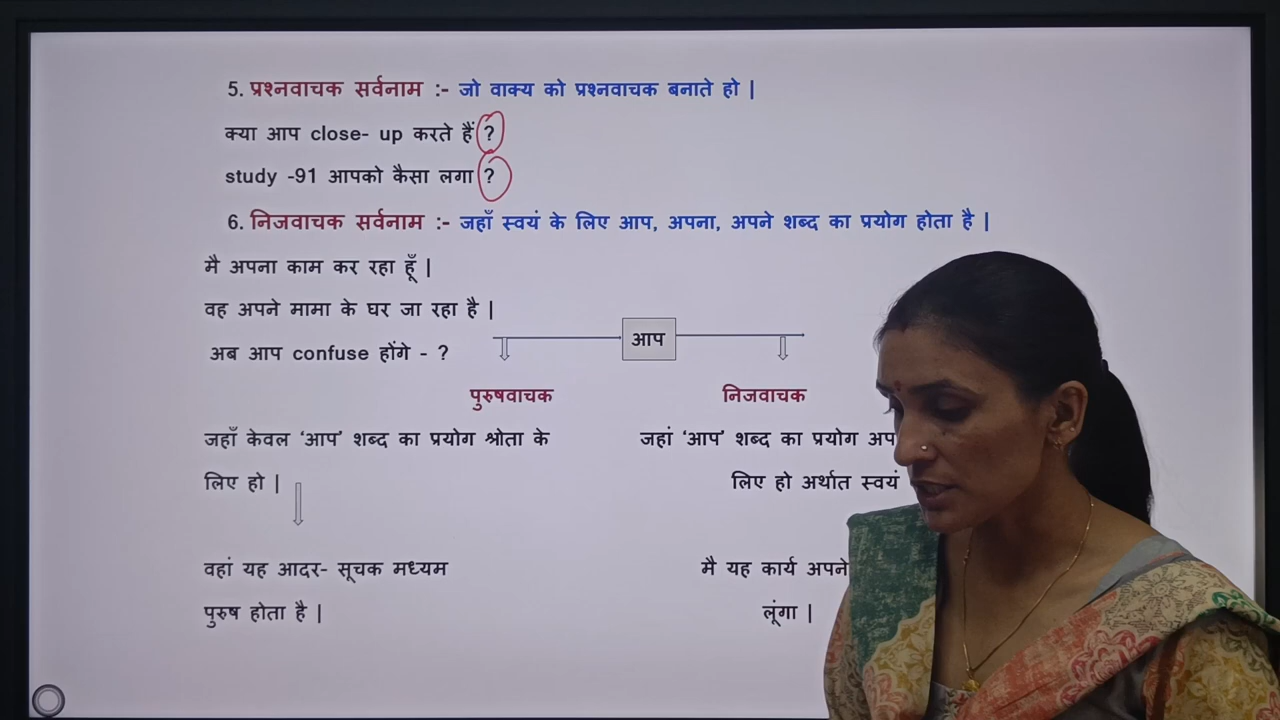 5. प्रश्नवाचक सर्वनाम :- जो वाक्य को प्रश्नवाचक बनाते हो |
क्या आप close- up करते हैं ?
study -91 आपको कैसा लगा ?
6. निजवाचक सर्वनाम :- जहाँ स्वयं के लिए आप, अपना, अपने शब्द का प्रयोग होता है |
मै अपना काम कर रहा हूँ |
वह अपने मामा के घर जा रहा है |
आप
अब आप confuse होंगे - ?
पुरुषवाचक
निजवाचक
जहाँ केवल ‘आप’ शब्द का प्रयोग श्रोता के
लिए हो |
वहां यह आदर- सूचक मध्यम
पुरुष होता है |
जहां ‘आप’ शब्द का प्रयोग
लिए हो अर्थात स्वयं
मै यह कार्य अपने
लूंगा |